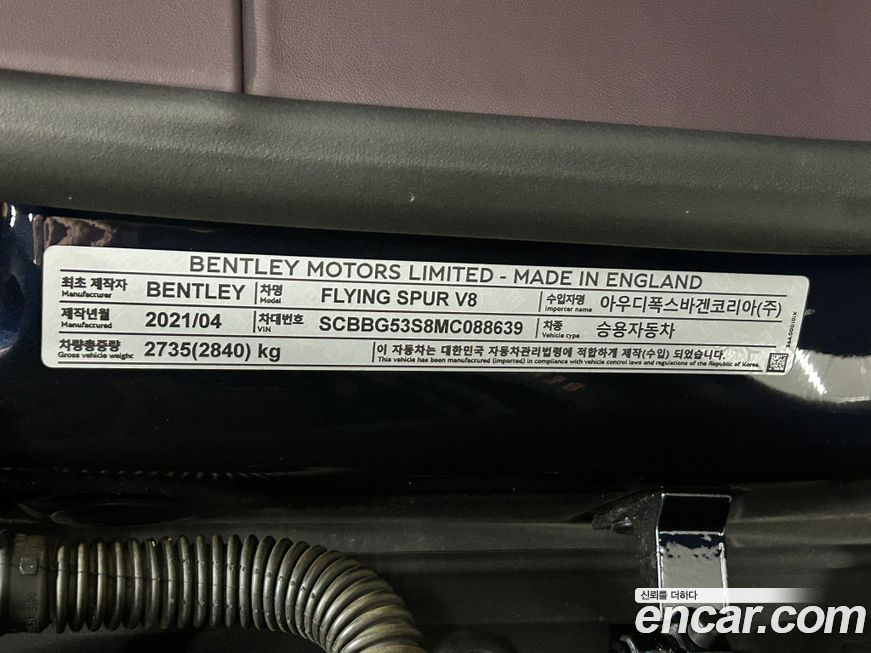 BENTLEY MOTORS LIMITED - MADE IN ENGLAND
최초 제작자 Manufacturer BENTLEY 차명 Model FLYING SPUR V8 수입자명 Importer name 아우디폭스바겐코리아(주)
제작년월 Manufactured 2021/04 차대번호 VIN SCBBG53S8MC088639 차종 Vehicle type 승용자동차
차량총중량 Gross vehicle weight 2735(2840) kg 이 자동차는 대한민국 자동차관리법령에 적합하게 제작(수입) 되었습니다.
This vehicle has been manufactured (imported) in compliance with vehicle control laws and regulations of the Republic of Korea.
신뢰를 더하다
encar.com